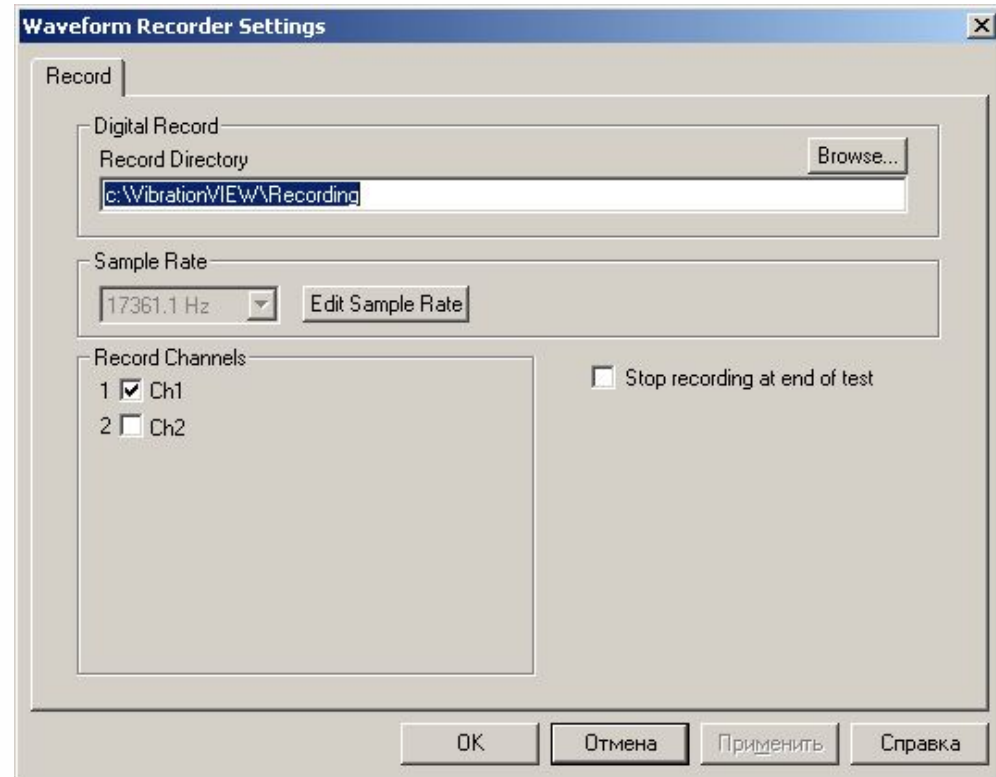 Waveform Recorder Settings
Record
Digital Record
Record Directory
Browse...
c:\VibrationVIEW\Recording
Sample Rate
17361.1 Hz
Edit Sample Rate
Record Channels
1 Ch1
Stop recording at end of test
2 Ch2
OK
Отмена
Применить
Справка